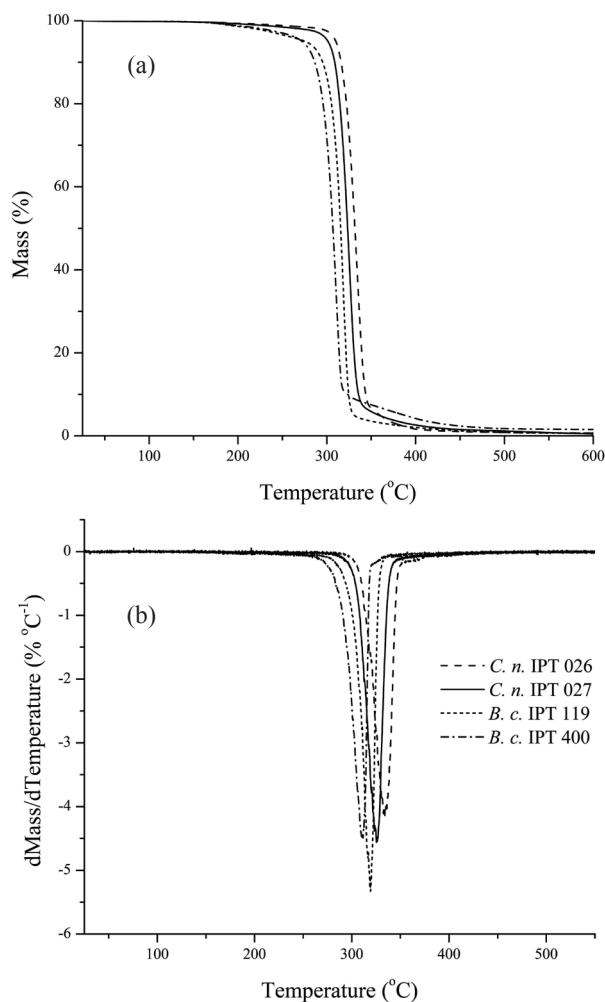 100
80
60
40
20
0
Mass (%)
(a)
100
200
300
400
500
600
Temperature (°C)
0
-1
-2
-3
-4
-5
-6
dMass/dTemperature (% °C⁻¹)
(b)
C. n. IPT 026
C. n. IPT 027
B. c. IPT 119
B. c. IPT 400
100
200
300
400
500
Temperature (°C)